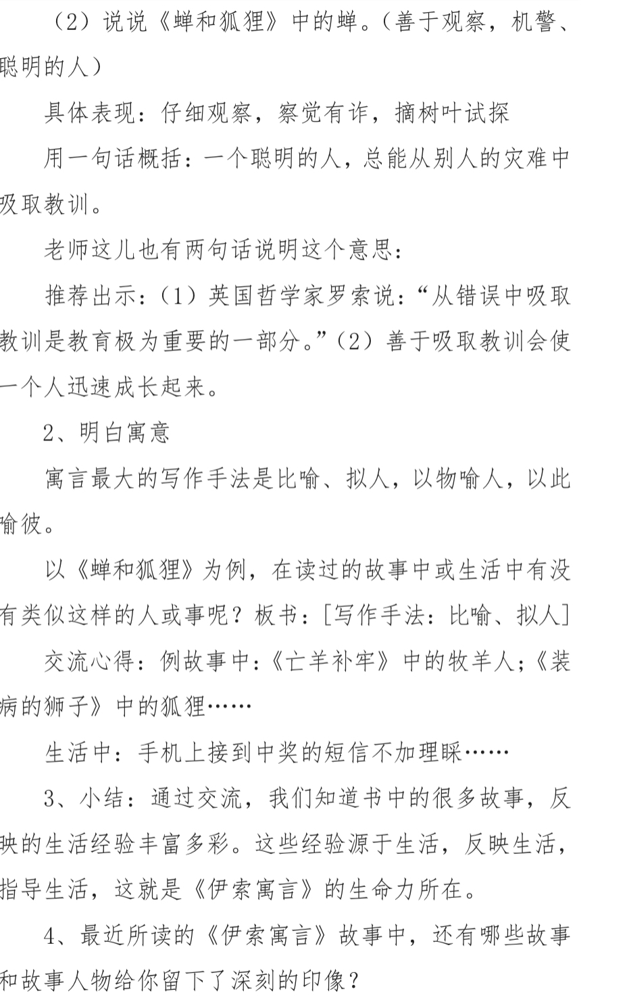 （2）说说《蝉和狐狸》中的蝉。（善于观察，机警、
聪明的人）
具体表现：仔细观察，察觉有诈，摘树叶试探
用一句话概括：一个聪明的人，总能从别人的灾难中
吸取教训。
老师这儿也有两句话说明这个意思：
推荐出示：（1）英国哲学家罗索说：“从错误中吸取
教训是教育极为重要的一部分。”（2）善于吸取教训会使
一个人迅速成长起来。
2、明白寓意
寓言最大的写作手法是比喻、拟人，以物喻人，以此
喻彼。
以《蝉和狐狸》为例，在读过的故事中或生活中有没
有类似这样的人或事呢？板书：[写作手法：比喻、拟人]
交流心得：例故事中：《亡羊补牢》中的牧羊人；《装
病的狮子》中的狐狸……
生活中：手机上接到中奖的短信不加理睬……
3、小结：通过交流，我们知道书中的很多故事，反
映的生活经验丰富多彩。这些经验源于生活，反映生活，
指导生活，这就是《伊索寓言》的生命力所在。
4、最近所读的《伊索寓言》故事中，还有哪些故事
和故事人物给你留下了深刻的印像？